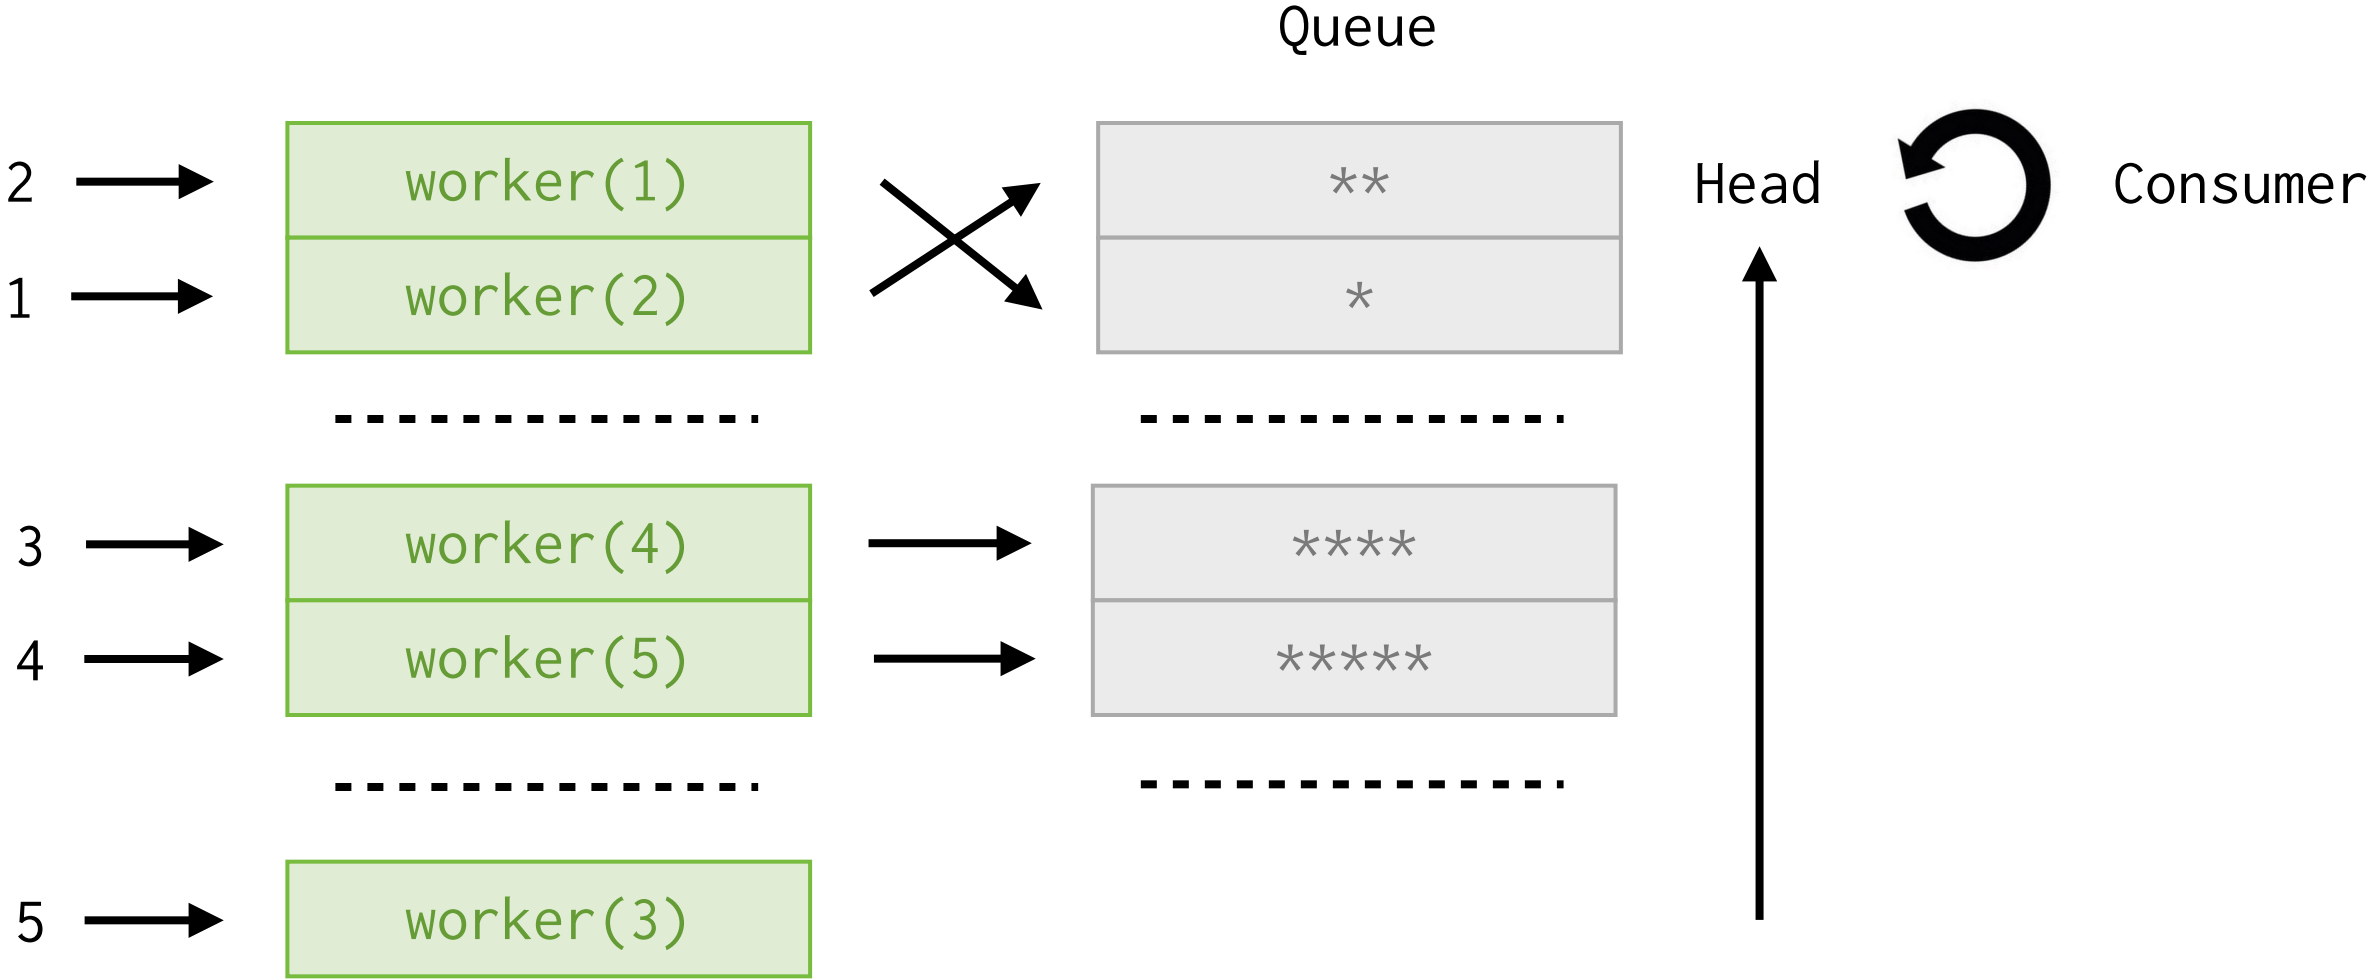 Queue
2 worker(1) ** Head Consumer
1 worker(2) *
3 worker(4) ****
4 worker(5) *****
5 worker(3)